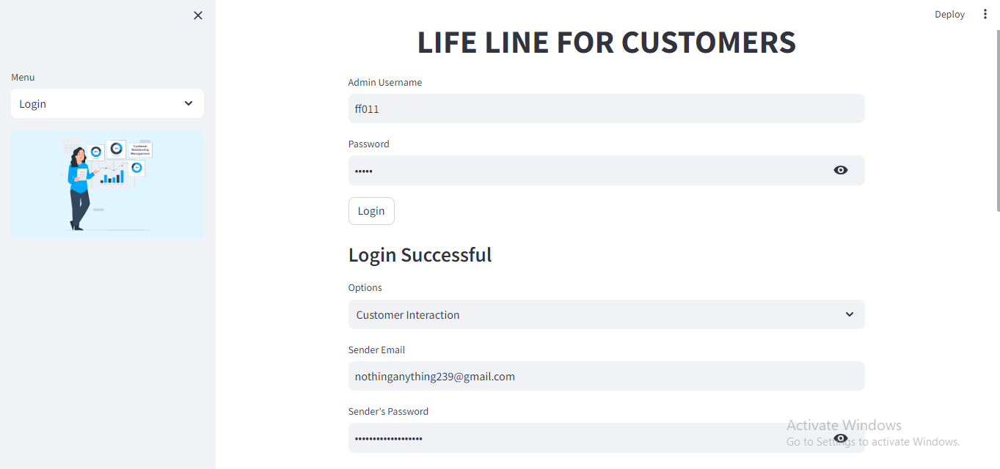 Deploy
LIFE LINE FOR CUSTOMERS
Menu
Login
Customer
Relationship
Management
Admin Username
ff011
Password
•••••
Login
Login Successful
Options
Customer Interaction
Sender Email
nothinganything239@gmail.com
Sender's Password
•••••••••••••••••••
Activate Windows
Go to Settings to activate Windows.